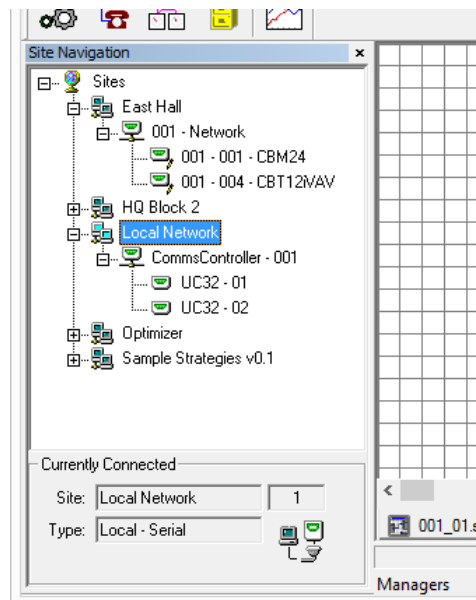 Site Navigation
Sites
East Hall
001 - Network
001 - 001 - CBM24
001 - 004 - CBT12iVAV
HQ Block 2
Local Network
CommsController - 001
UC32 - 01
UC32 - 02
Optimizer
Sample Strategies v0.1
Currently Connected
Site: Local Network 1
Type: Local - Serial
001_01.s
Managers